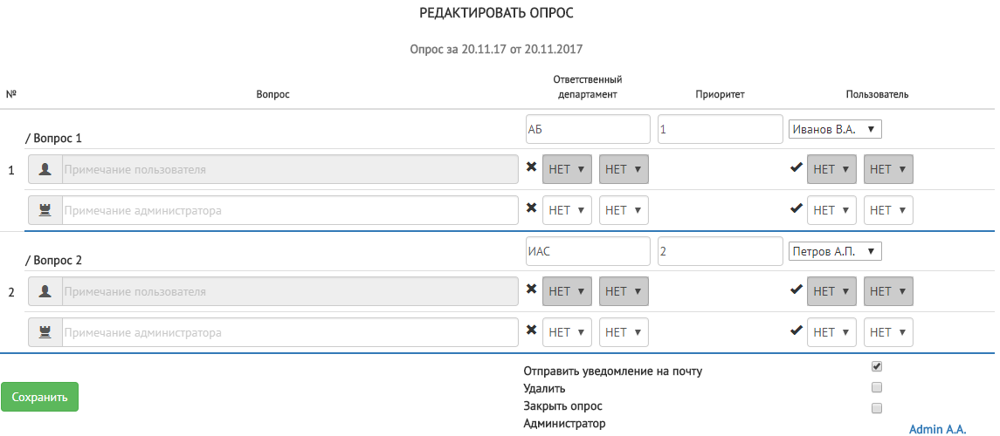 РЕДАКТИРОВАТЬ ОПРОС
Опрос за 20.11.17 от 20.11.2017
№ Вопрос Ответственный департамент Приоритет Пользователь
/ Вопрос 1 АБ 1 Иванов В.А.
1 Примечание пользователя НЕТ НЕТ НЕТ НЕТ
Примечание администратора НЕТ НЕТ НЕТ НЕТ
/ Вопрос 2 ИАС 2 Петров А.П.
2 Примечание пользователя НЕТ НЕТ НЕТ НЕТ
Примечание администратора НЕТ НЕТ НЕТ НЕТ
Отправить уведомление на почту
Удалить
Сохранить
Закрыть опрос
Администратор Admin A.A.